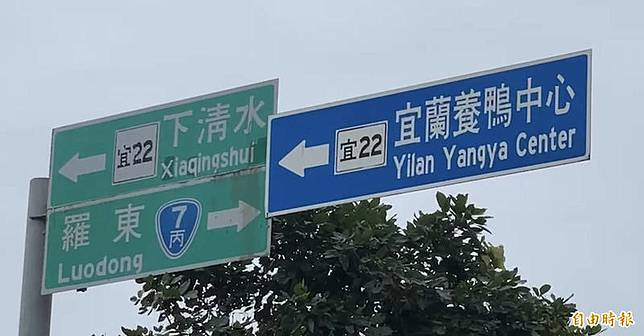 宜22 下清水
Xiaqingshui
羅東 7丙
Luodong
宜22 宜蘭養鴨中心
Yilan Yangya Center
自由時報